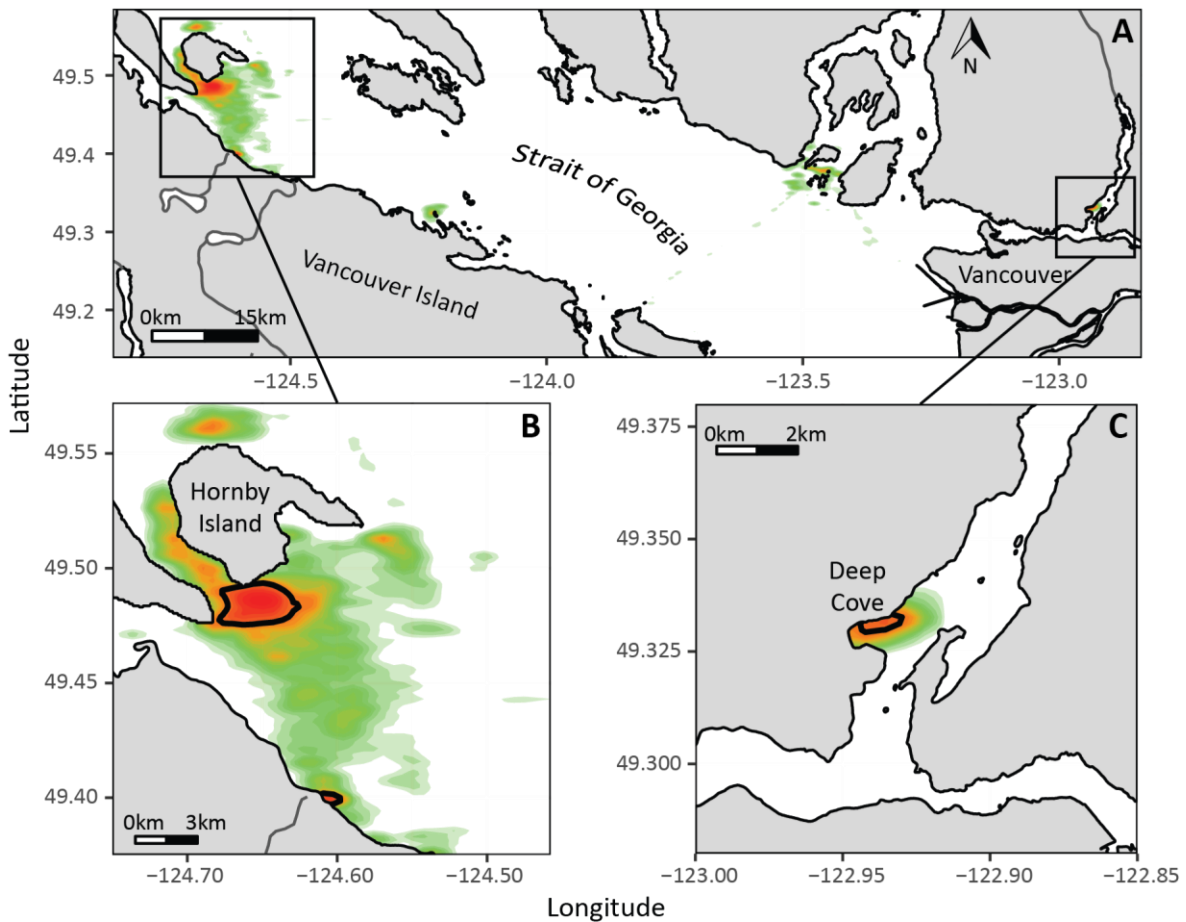 A
N
49.5
49.4
49.3
49.2
Strait of Georgia
Vancouver Island
Vancouver
0km 15km
−124.5 −124.0 −123.5 −123.0
Latitude
B
49.55
49.50
49.45
49.40
Hornby
Island
0km 3km
−124.70 −124.60 −124.50
C
0km 2km
49.375
49.350
49.325
49.300
Deep
Cove
−123.00 −122.95 −122.90 −122.85
Longitude